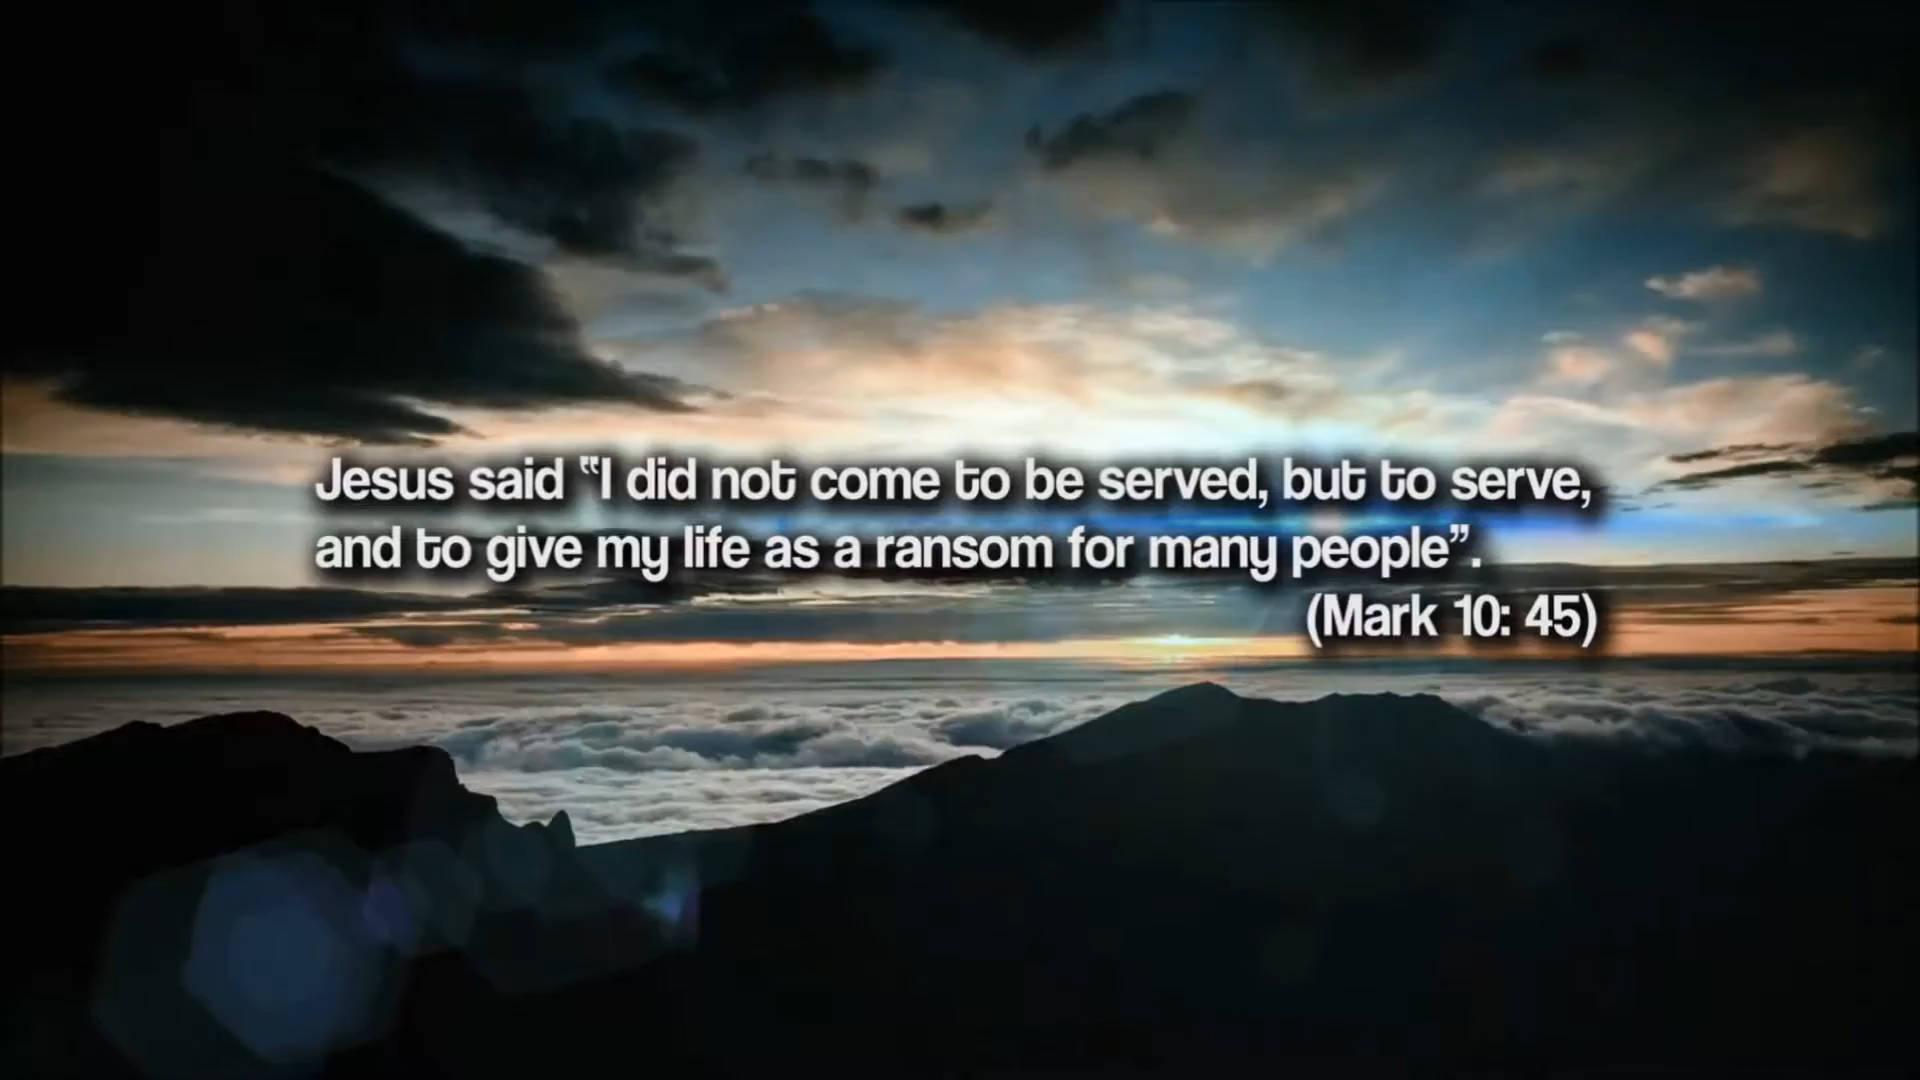 Jesus said “I did not come to be served, but to serve,
and to give my life as a ransom for many people”.
(Mark 10: 45)